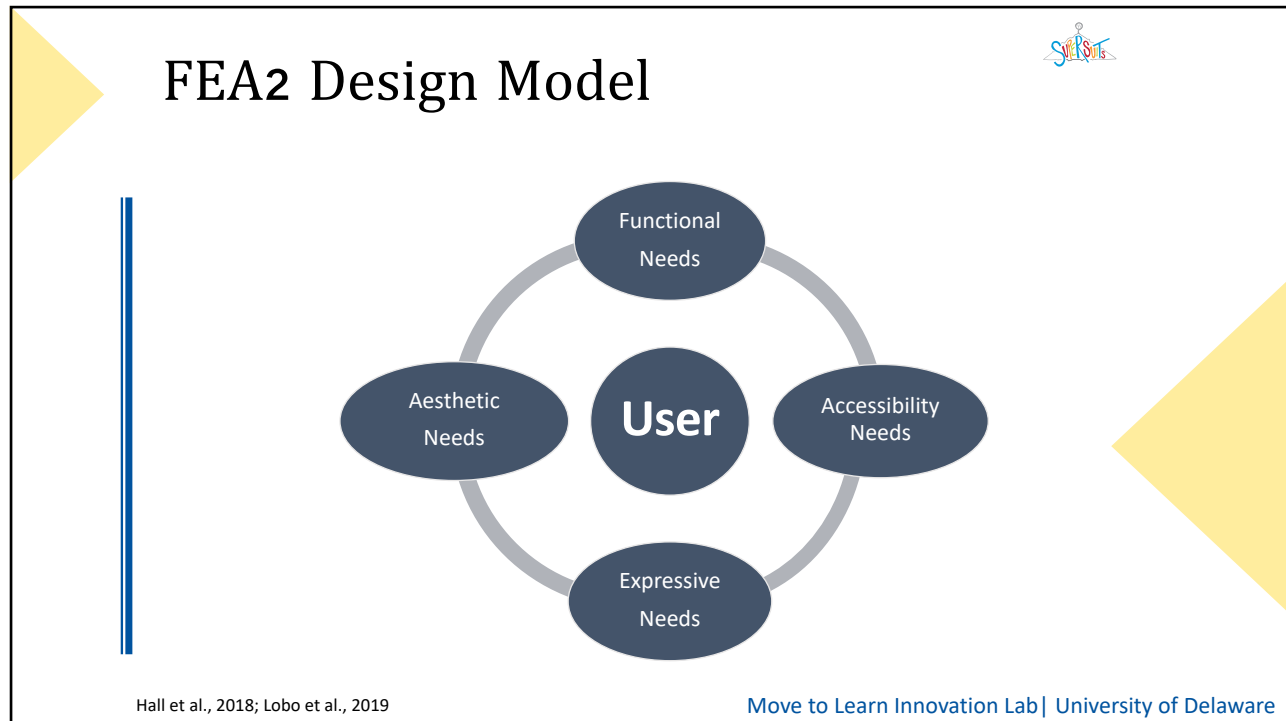 SUPERSUITS
FEA2 Design Model
Functional
Needs
Aesthetic
Needs
User
Accessibility
Needs
Expressive
Needs
Hall et al., 2018; Lobo et al., 2019
Move to Learn Innovation Lab| University of Delaware